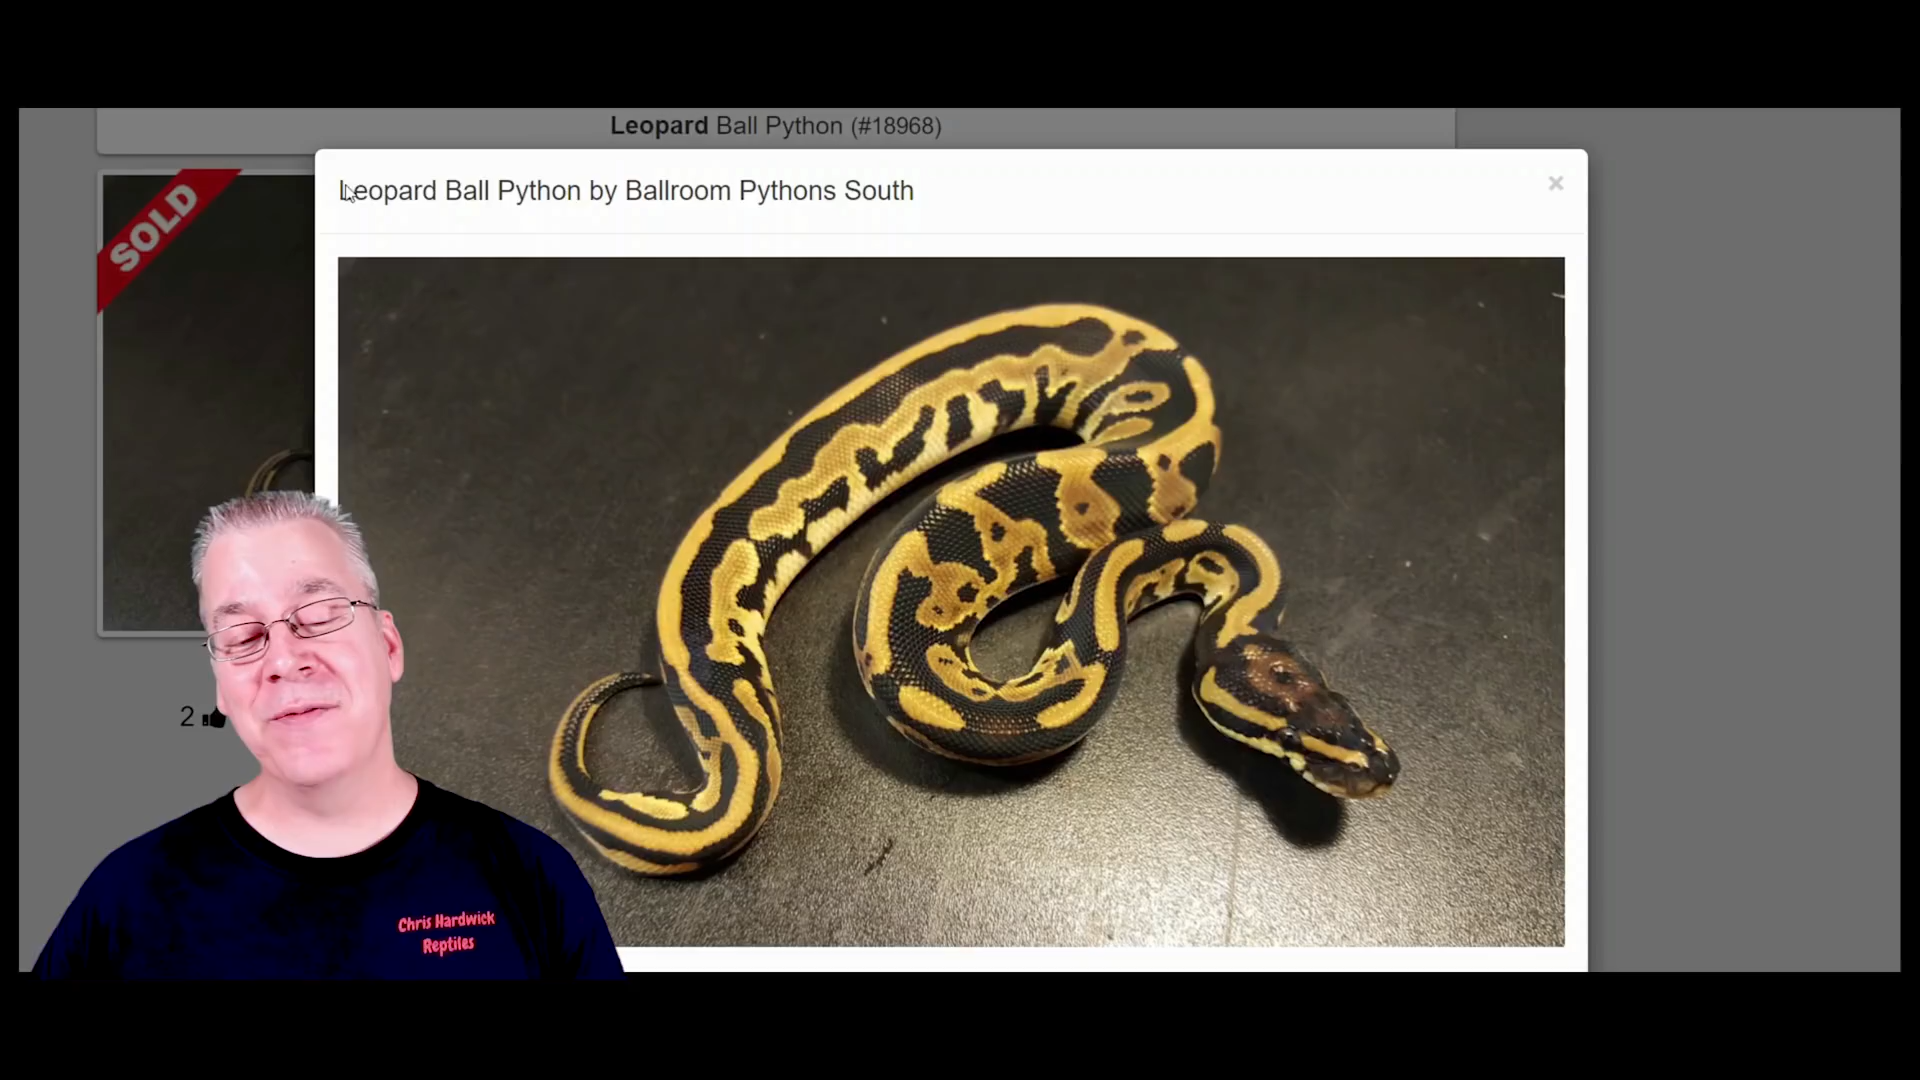 Leopard Ball Python (#18968)
Leopard Ball Python by Ballroom Pythons South
×
SOLD
2
Chris Hardwick
Reptiles